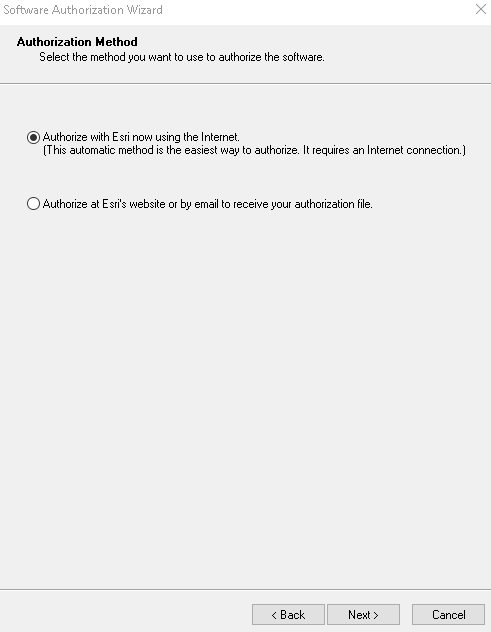 Software Authorization Wizard
Authorization Method
Select the method you want to use to authorize the software.
Authorize with Esri now using the Internet.
(This automatic method is the easiest way to authorize. It requires an Internet connection.)
Authorize at Esri's website or by email to receive your authorization file.
< Back
Next >
Cancel